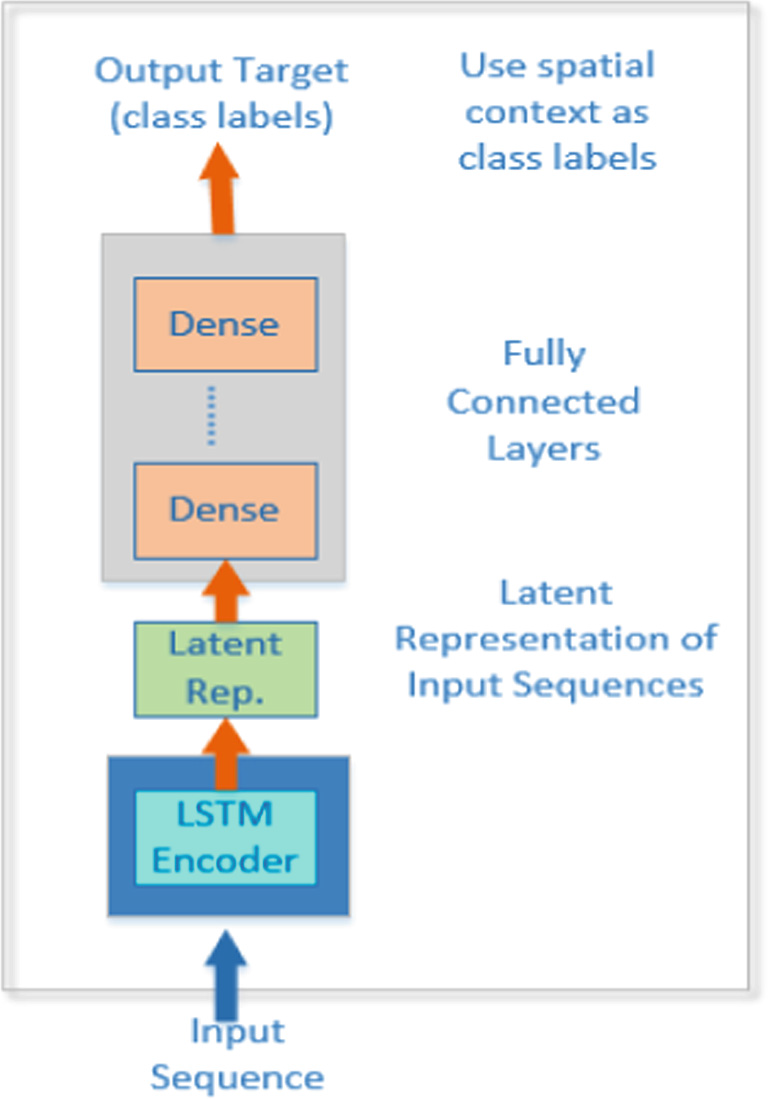 Output Target
(class labels)
Use spatial
context as
class labels
Dense
Fully
Connected
Layers
Dense
Latent
Representation of
Input Sequences
Latent
Rep.
LSTM
Encoder
Input
Sequence